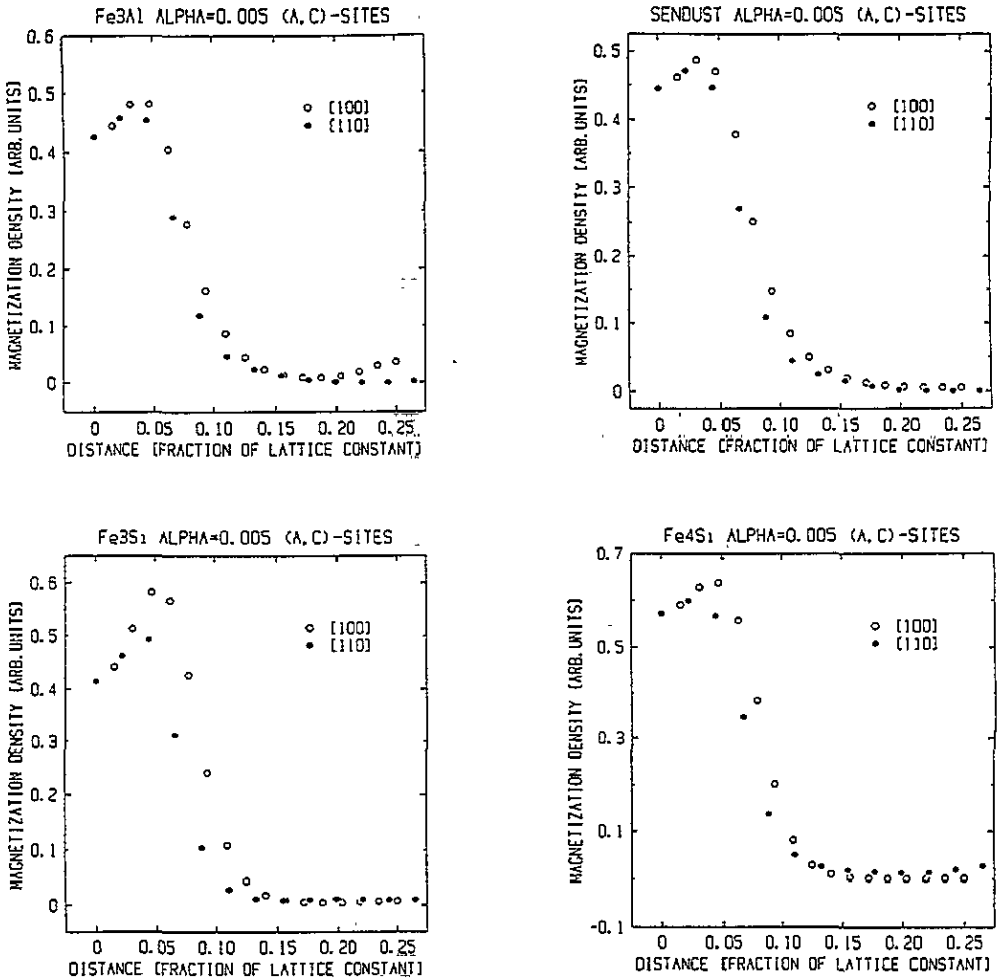 Fe3Al ALPHA=0.005 (A,C)-SITES
0.6
0.5
0.4
0.3
0.2
0.1
0
MAGNETIZATION DENSITY [ARB.UNITS]
[100]
[110]
0 0.05 0.10 0.15 0.20 0.25
DISTANCE [FRACTION OF LATTICE CONSTANT]
SENDUST ALPHA=0.005 (A,C)-SITES
0.5
0.4
0.3
0.2
0.1
0
MAGNETIZATION DENSITY [ARB.UNITS]
[100]
[110]
0 0.05 0.10 0.15 0.20 0.25
DISTANCE [FRACTION OF LATTICE CONSTANT]
Fe3Si ALPHA=0.005 (A,C)-SITES
0.6
0.5
0.4
0.3
0.2
0.1
0
MAGNETIZATION DENSITY [ARB.UNITS]
[100]
[110]
0 0.05 0.10 0.15 0.20 0.25
DISTANCE [FRACTION OF LATTICE CONSTANT]
Fe4Si ALPHA=0.005 (A,C)-SITES
0.7
0.5
0.3
0.1
-0.1
MAGNETIZATION DENSITY [ARB.UNITS]
[100]
[110]
0 0.05 0.10 0.15 0.20 0.25
DISTANCE [FRACTION OF LATTICE CONSTANT]